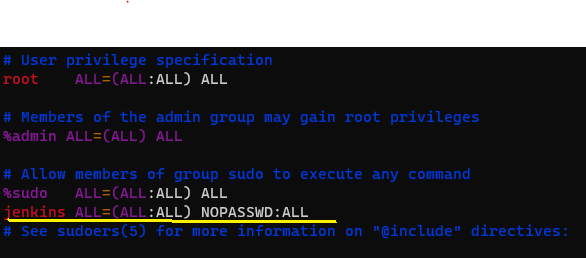 # User privilege specification
root ALL=(ALL:ALL) ALL
# Members of the admin group may gain root privileges
%admin ALL=(ALL) ALL
# Allow members of group sudo to execute any command
%sudo ALL=(ALL:ALL) ALL
jenkins ALL=(ALL:ALL) NOPASSWD:ALL
# See sudoers(5) for more information on "@include" directives: